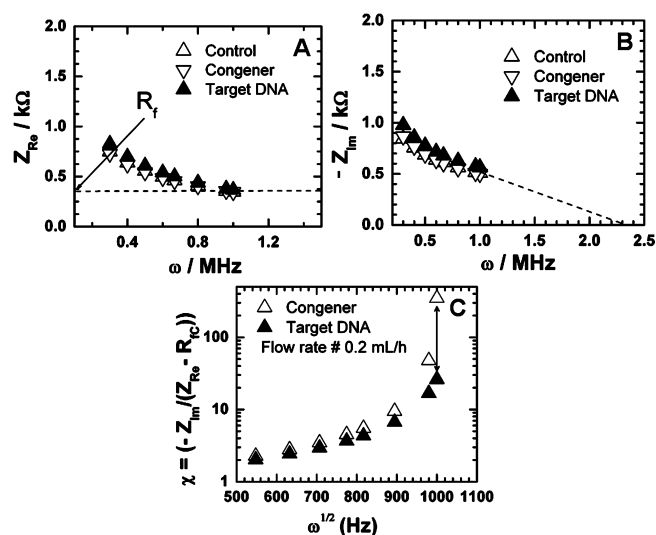 2.0
1.5
1.0
0.5
0.0
Z_Re / kΩ
A
Control
Congener
Target DNA
R_f
0.4 0.8 1.2
ω / MHz
2.0
1.5
1.0
0.5
0.0
- Z_Im / kΩ
B
Control
Congener
Target DNA
0.5 1.0 1.5 2.0 2.5
ω / MHz
100
10
1
χ = (- Z_Im/(Z_Re- R_fC))
C
Congener
Target DNA
Flow rate # 0.2 mL/h
500 600 700 800 900 1000 1100
ω^1/2 (Hz)